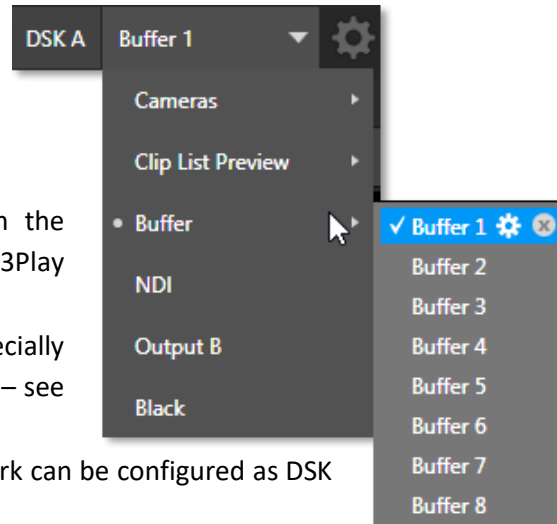 DSK A Buffer 1
Cameras
Clip List Preview
Buffer
NDI
Output B
Black
Buffer 1
Buffer 2
Buffer 3
Buffer 4
Buffer 5
Buffer 6
Buffer 7
Buffer 8
the
3Play
– see
rk can be configured as DSK